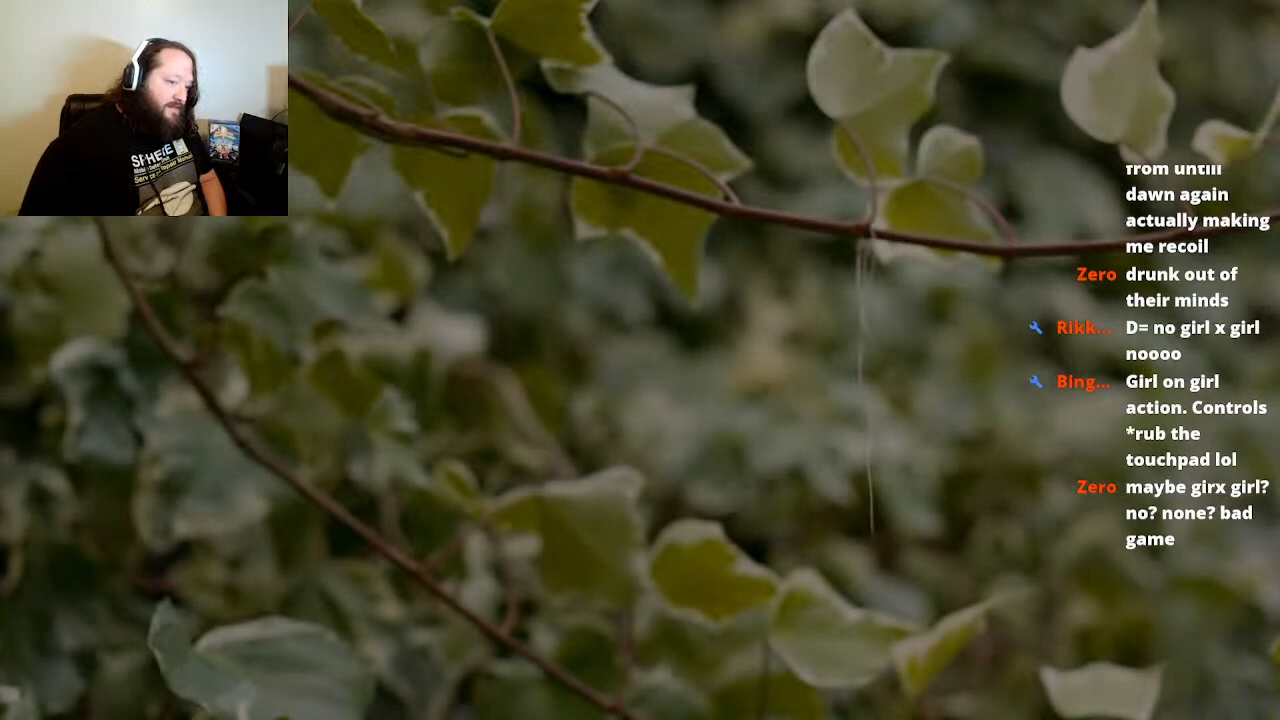 SPHERE
from untill
dawn again
actually making
me recoil
Zero drunk out of
their minds
Rikk... D= no girl x girl
noooo
Bing... Girl on girl
action. Controls
*rub the
touchpad lol
Zero maybe girx girl?
no? none? bad
game